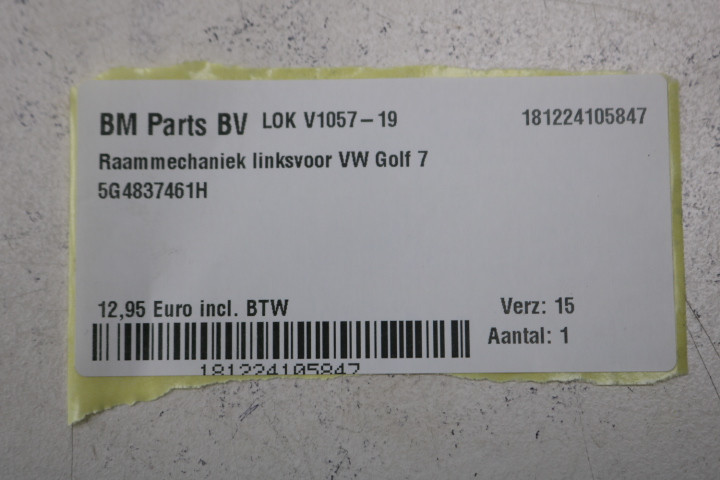 BM Parts BV LOK V1057-19 181224105847
Raammechaniek linksvoor VW Golf 7
5G4837461H
12,95 Euro incl. BTW Verz: 15
Aantal: 1
181224105847